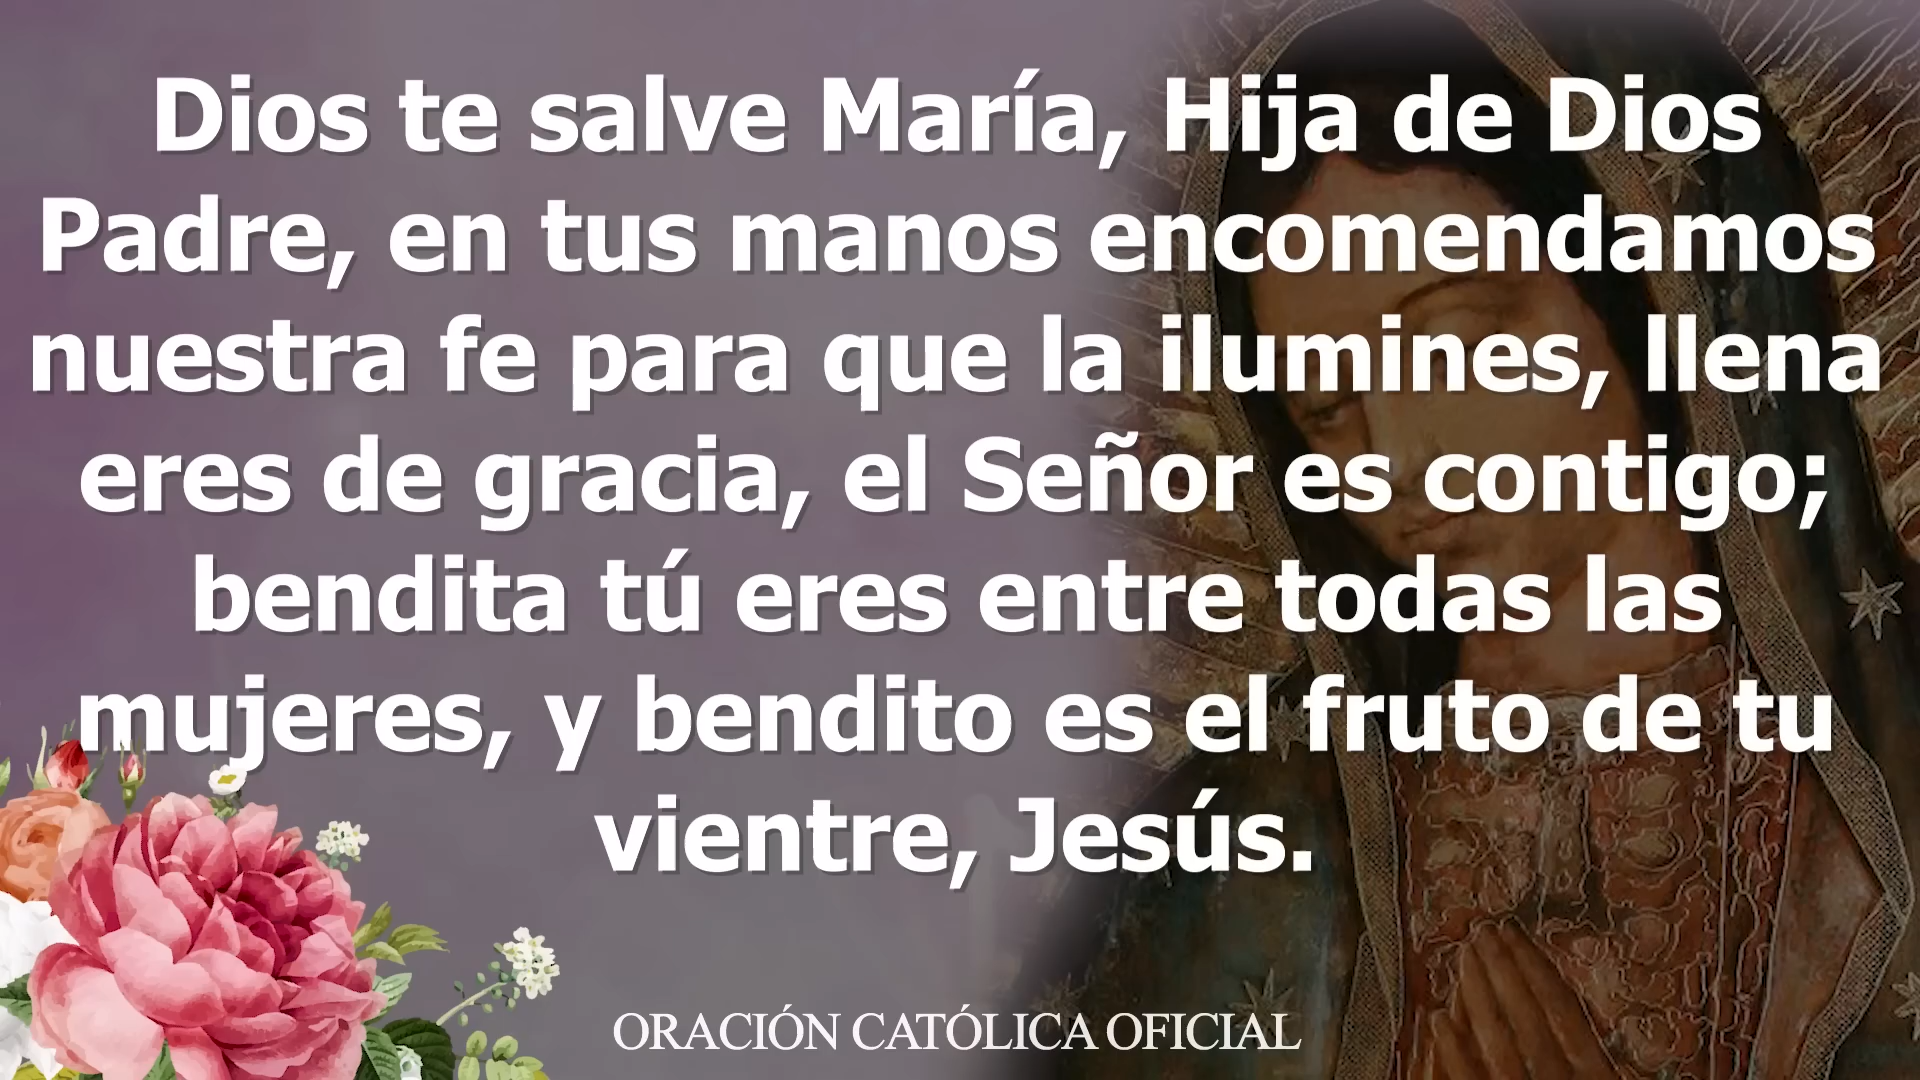 Dios te salve María, Hija de Dios
Padre, en tus manos encomendamos
nuestra fe para que la ilumines, llena
eres de gracia, el Señor es contigo;
bendita tú eres entre todas las
mujeres, y bendito es el fruto de tu
vientre, Jesús.
ORACIÓN CATÓLICA OFICIAL